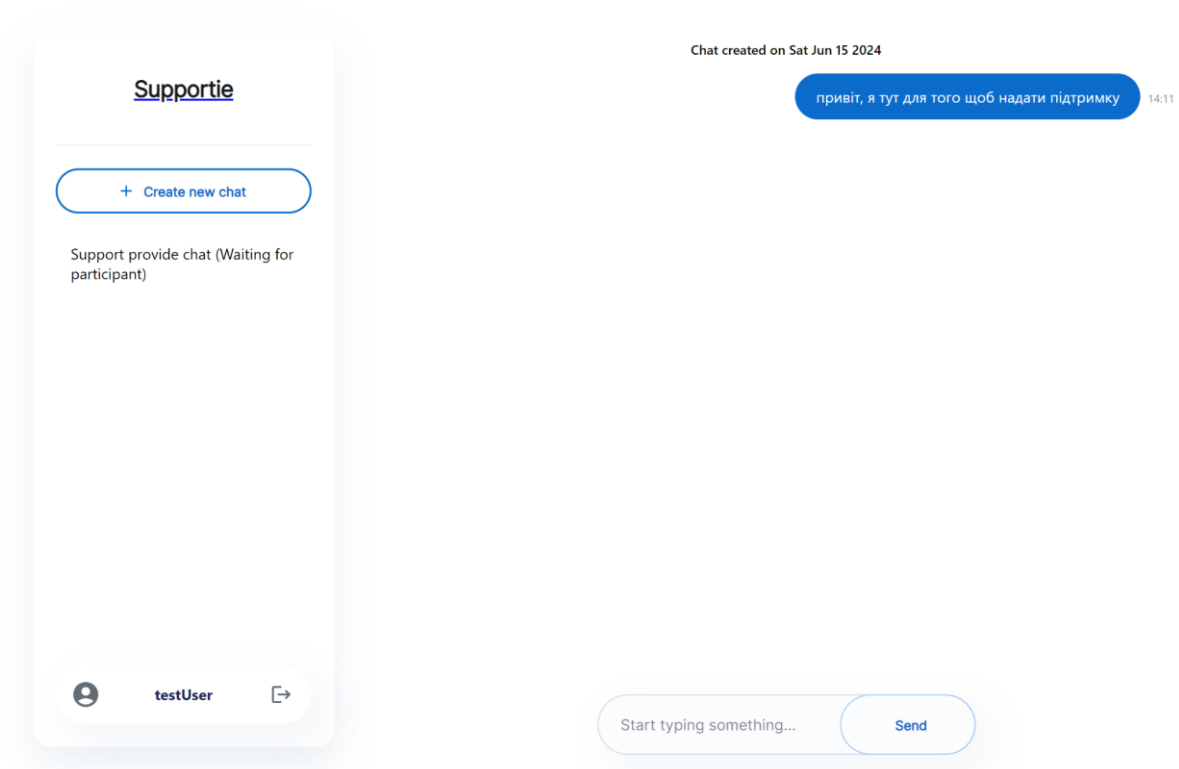 Supportie
+ Create new chat
Support provide chat (Waiting for
participant)
testUser
Chat created on Sat Jun 15 2024
привіт, я тут для того щоб надати підтримку
14:11
Start typing something...
Send